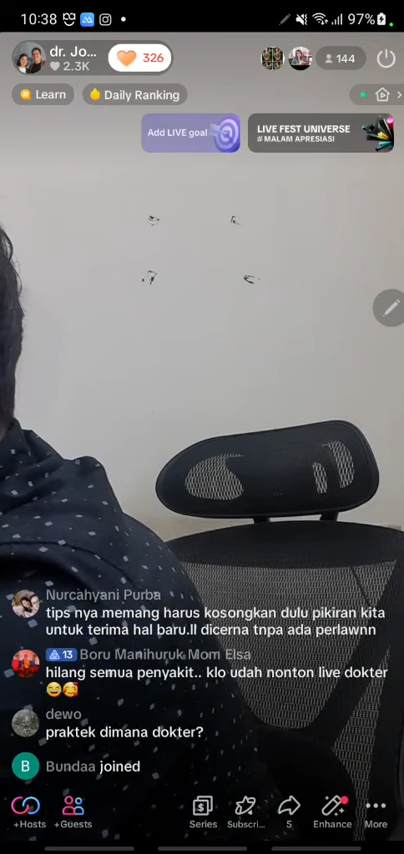 10:38
97%
dr. Jo...
2.3K
326
144
Learn
Daily Ranking
Add LIVE goal
LIVE FEST UNIVERSE
# MALAM APRESIASI
Nurcahyani Purba
tips nya memang harus kosongkan dulu pikiran kita
untuk terima hal baru.ll dicerna tnpa ada perlawnn
13 Boru Manihuruk Mom Elsa
hilang semua penyakit.. klo udah nonton live dokter
😂🥰
dewo
praktek dimana dokter?
B Bundaa joined
+Hosts
+Guests
Series
Subscri...
5
Enhance
More